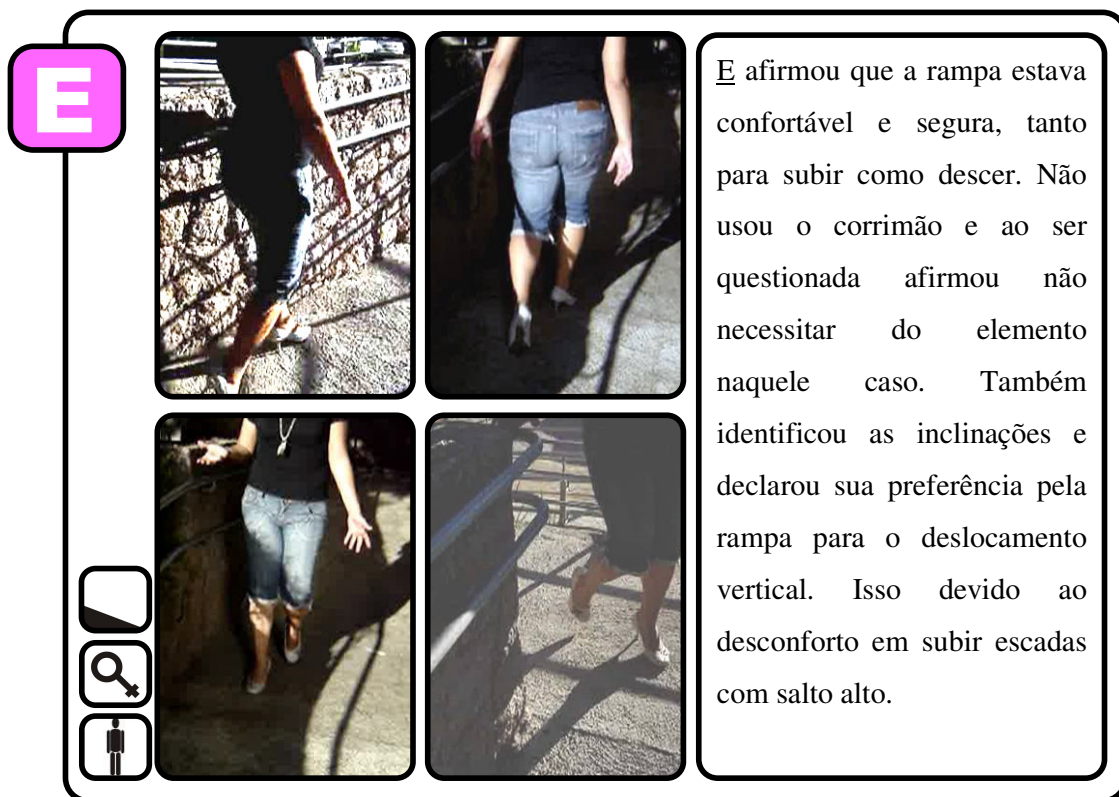 E
E afirmou que a rampa estava
confortável e segura, tanto
para subir como descer. Não
usou o corrimão e ao ser
questionada afirmou não
necessitar do elemento
naquele caso. Também
identificou as inclinações e
declarou sua preferência pela
rampa para o deslocamento
vertical. Isso devido ao
desconforto em subir escadas
com salto alto.